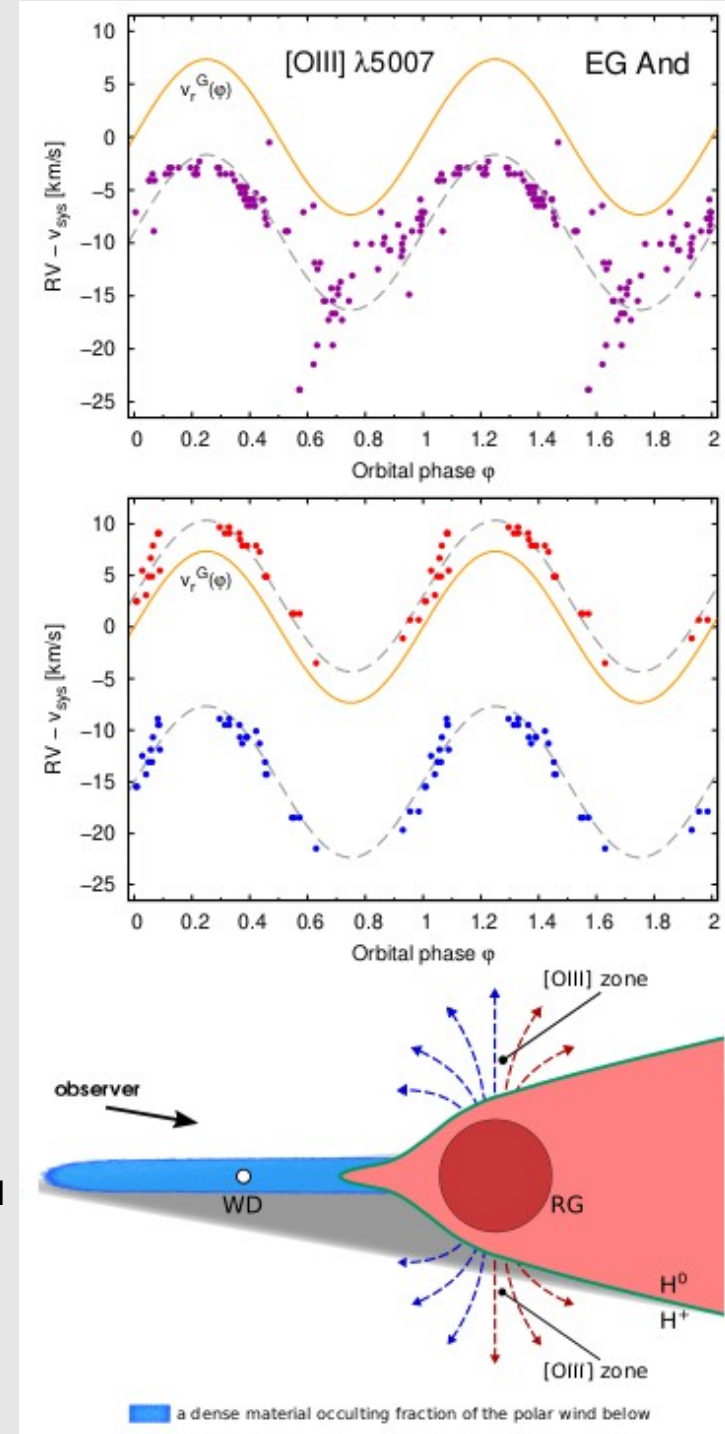 [OIII] λ5007 EG And
v_r^G(φ)
RV – v_sys [km/s]
10
5
0
−5
−10
−15
−20
−25
0 0.2 0.4 0.6 0.8 1 1.2 1.4 1.6 1.8 2
Orbital phase φ
v_r^G(φ)
RV – v_sys [km/s]
10
5
0
−5
−10
−15
−20
−25
0 0.2 0.4 0.6 0.8 1 1.2 1.4 1.6 1.8 2
Orbital phase φ
[OIII] zone
observer
WD
RG
H⁰
H⁺
[OIII] zone
a dense material occulting fraction of the polar wind below